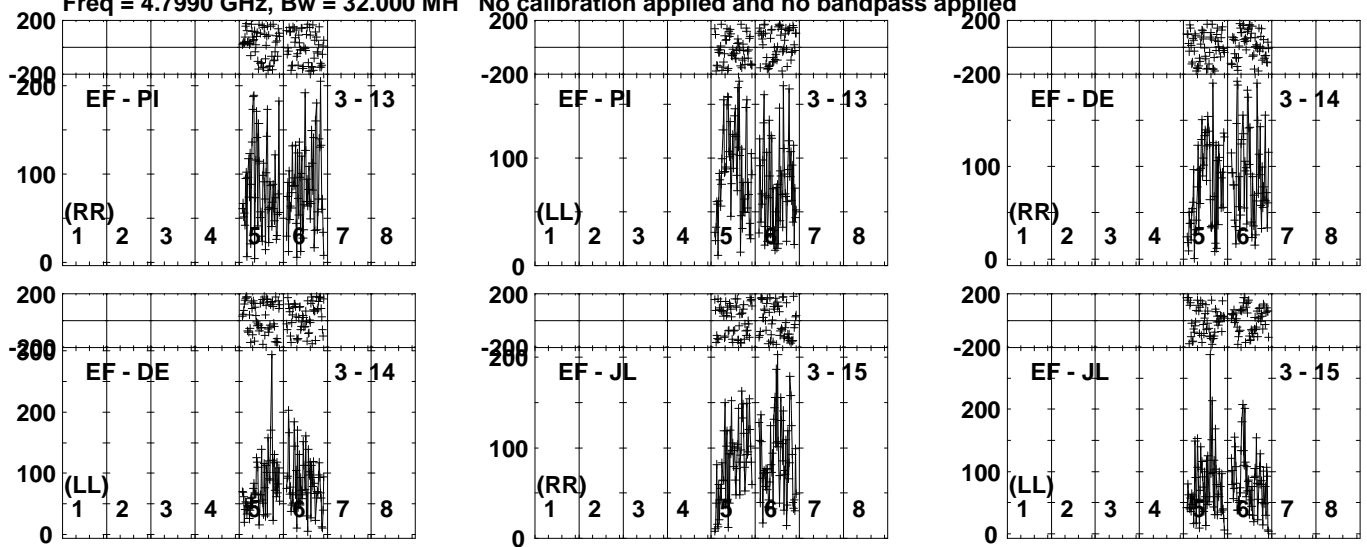 Freq = 4.7990 GHz, Bw = 32.000 MH No calibration applied and no bandpass applied
200 200 200
-200 -200 -200
200
EF - PI 3 - 13 EF - PI 3 - 13 EF - DE 3 - 14
100 100 100
(RR) (LL) (RR)
1 2 3 4 5 6 7 8 1 2 3 4 5 6 7 8 1 2 3 4 5 6 7 8
0 0 0
200 200 200
-200 -200 -200
300 200
EF - DE 3 - 14 EF - JL 3 - 15 EF - JL 3 - 15
200 200
100 100 100
(LL) (RR) (LL)
1 2 3 4 5 6 7 8 1 2 3 4 5 6 7 8 1 2 3 4 5 6 7 8
0 0 0